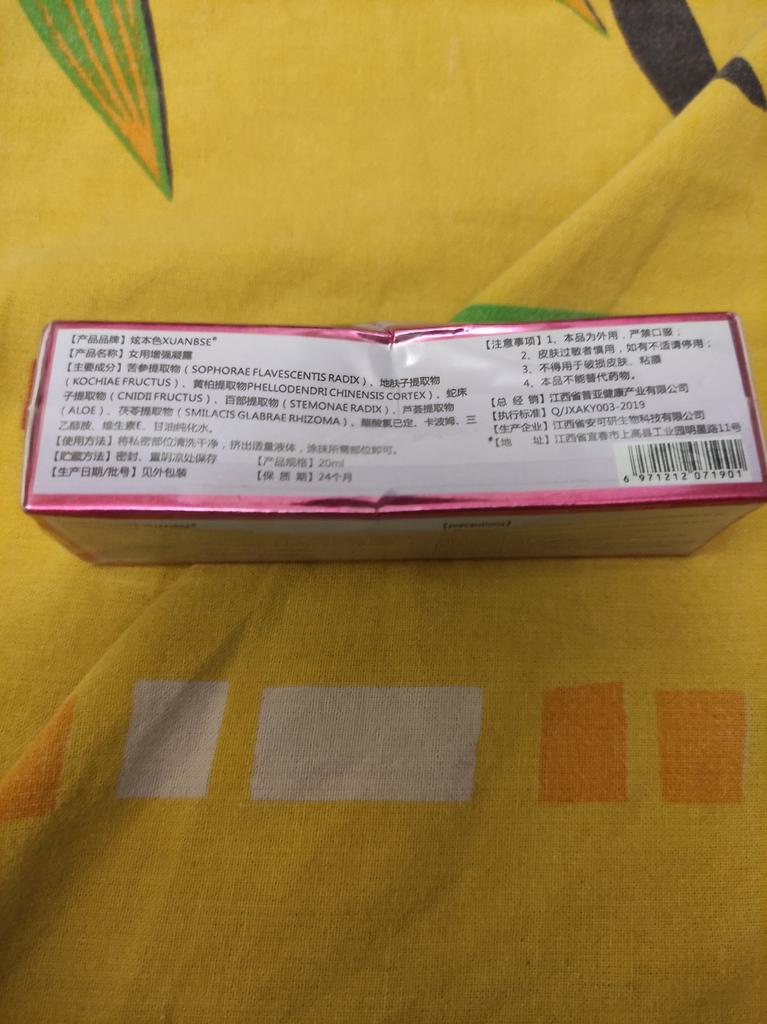 【产品品牌】炫本色XUANBSE®
【产品名称】女用增强凝露
【主要成分】苦参提取物（SOPHORAE FLAVESCENTIS RADIX）、地肤子提取物
（KOCHIAE FRUCTUS）、黄柏提取物PHELLODENDRI CHINENSIS CORTEX）、蛇床
子提取物（CNIDII FRUCTUS）、百部提取物（STEMONAE RADIX）、芦荟提取物
（ALOE）、茯苓提取物（SMILACIS GLABRAE RHIZOMA）、醋酸氯已定、卡波姆、三
乙醇胺、维生素E、甘油纯化水。
【使用方法】将私密部位清洗干净，挤出适量液体，涂抹所需部位即可。
【贮藏方法】密封、置阴凉处保存 【产品规格】20ml
【生产日期/批号】见外包装 【保 质 期】24个月
【注意事项】1、本品为外用，严禁口服；
2、皮肤过敏者慎用，如有不适请停用；
3、不得用于破损皮肤、粘膜
4、本品不能替代药物。
【总 经 销】江西省普亚健康产业有限公司
【执行标准】Q/JXAKY003-2019
【生产企业】江西省安可研生物科技有限公司
*【地 址】江西省宜春市上高县工业园明星路11号
6 971212 071901
【precautions】